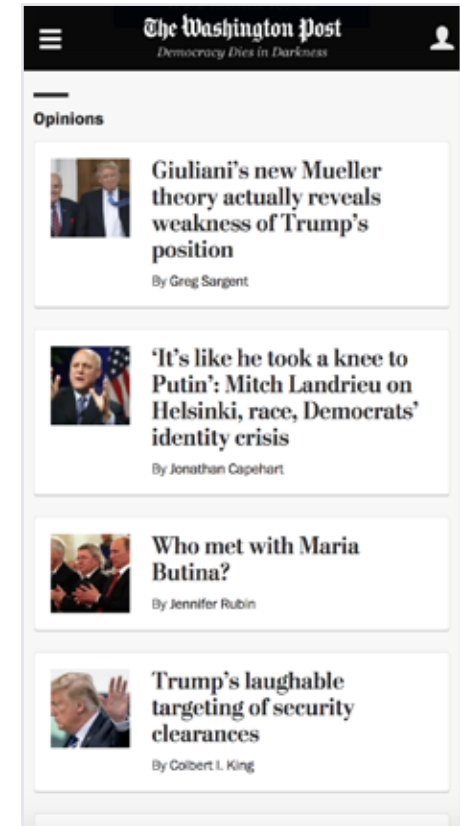 The Washington Post
Democracy Dies in Darkness
Opinions
Giuliani's new Mueller
theory actually reveals
weakness of Trump's
position
By Greg Sargent
‘It's like he took a knee to
Putin’: Mitch Landrieu on
Helsinki, race, Democrats’
identity crisis
By Jonathan Capehart
Who met with Maria
Butina?
By Jennifer Rubin
Trump's laughable
targeting of security
clearances
By Colbert I. King